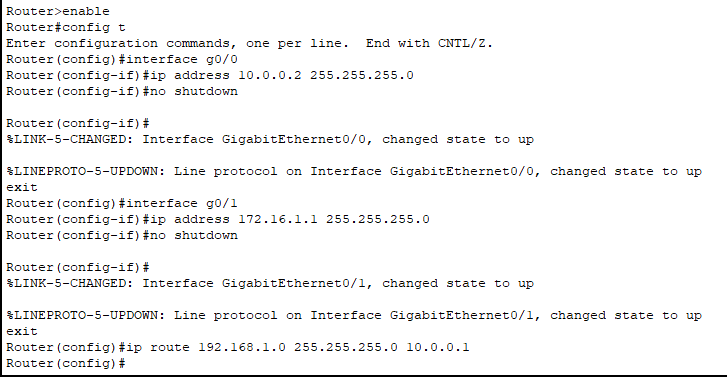 Router>enable
Router#config t
Enter configuration commands, one per line.  End with CNTL/Z.
Router(config)#interface g0/0
Router(config-if)#ip address 10.0.0.2 255.255.255.0
Router(config-if)#no shutdown
Router(config-if)#
%LINK-5-CHANGED: Interface GigabitEthernet0/0, changed state to up
%LINEPROTO-5-UPDOWN: Line protocol on Interface GigabitEthernet0/0, changed state to up
exit
Router(config)#interface g0/1
Router(config-if)#ip address 172.16.1.1 255.255.255.0
Router(config-if)#no shutdown
Router(config-if)#
%LINK-5-CHANGED: Interface GigabitEthernet0/1, changed state to up
%LINEPROTO-5-UPDOWN: Line protocol on Interface GigabitEthernet0/1, changed state to up
exit
Router(config)#ip route 192.168.1.0 255.255.255.0 10.0.0.1
Router(config)#